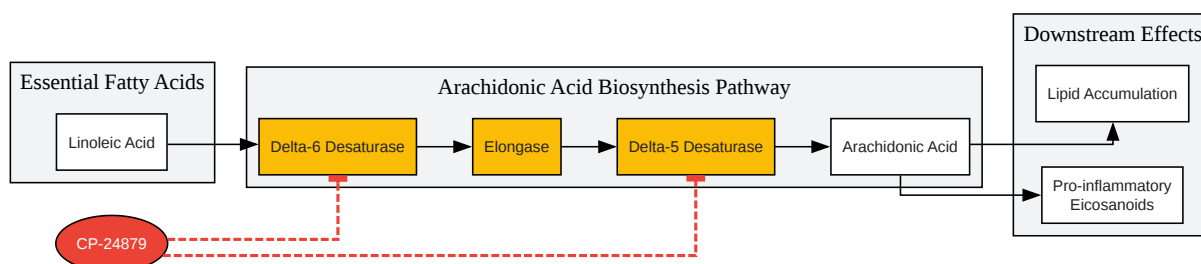 Essential Fatty Acids
Linoleic Acid
Arachidonic Acid Biosynthesis Pathway
Delta-6 Desaturase
Elongase
Delta-5 Desaturase
Arachidonic Acid
Downstream Effects
Lipid Accumulation
Pro-inflammatory
Eicosanoids
CP-24879